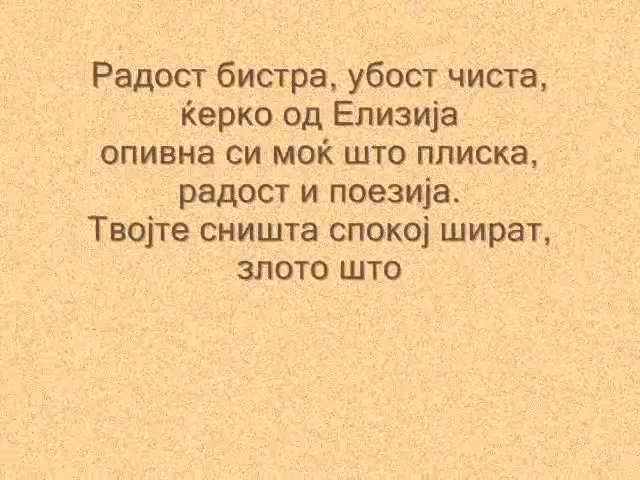 Радост бистра, убост чиста,
ќерко од Елизија
опивна си моќ што плиска,
радост и поезија.
Твојте сништа спокој шират,
злото што